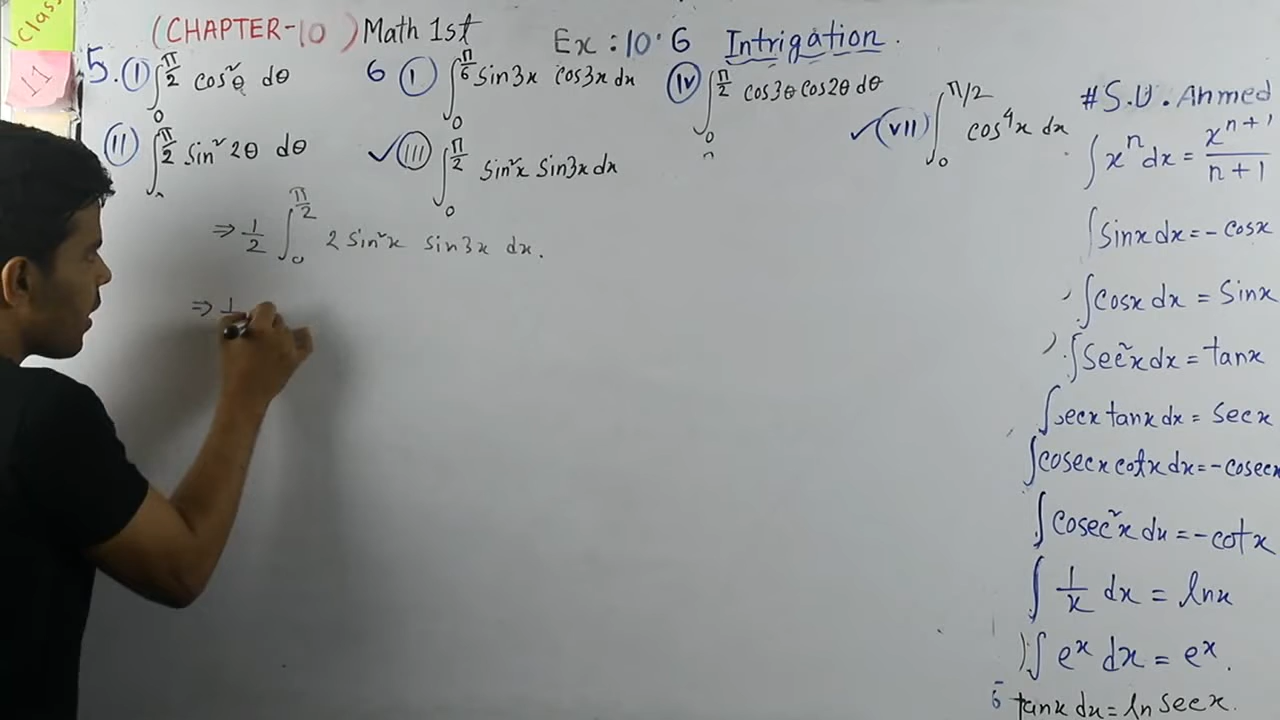 Class
11
(CHAPTER-10) Math 1st Ex: 10.6 Intrigation.
5. (I) ∫₀^{π/2} cos²θ dθ
(II) ∫^{π/2} sin²2θ dθ
6 (I) ∫₀^{π/6} sin3x cos3x dx
✓(III) ∫₀^{π/2} sin²x sin3x dx
(IV) ∫₀^{π/2} cos3θ cos2θ dθ
✓(VII) ∫₀^{π/2} cos⁴x dx
⇒ 1/2 ∫₀^{π/2} 2 sin²x sin3x dx.
⇒ 1
#S.U.Ahmed
∫xⁿ dx = xⁿ⁺¹/n+1
∫sinx dx = -cosx
∫cosx dx = sinx
∫sec²x dx = tanx
∫secx tanx dx = secx
∫cosecx cotx dx = -cosecx
∫cosec²x dx = -cotx
∫ 1/x dx = lnx
∫ eˣ dx = eˣ.
tanx dx = ln secx.